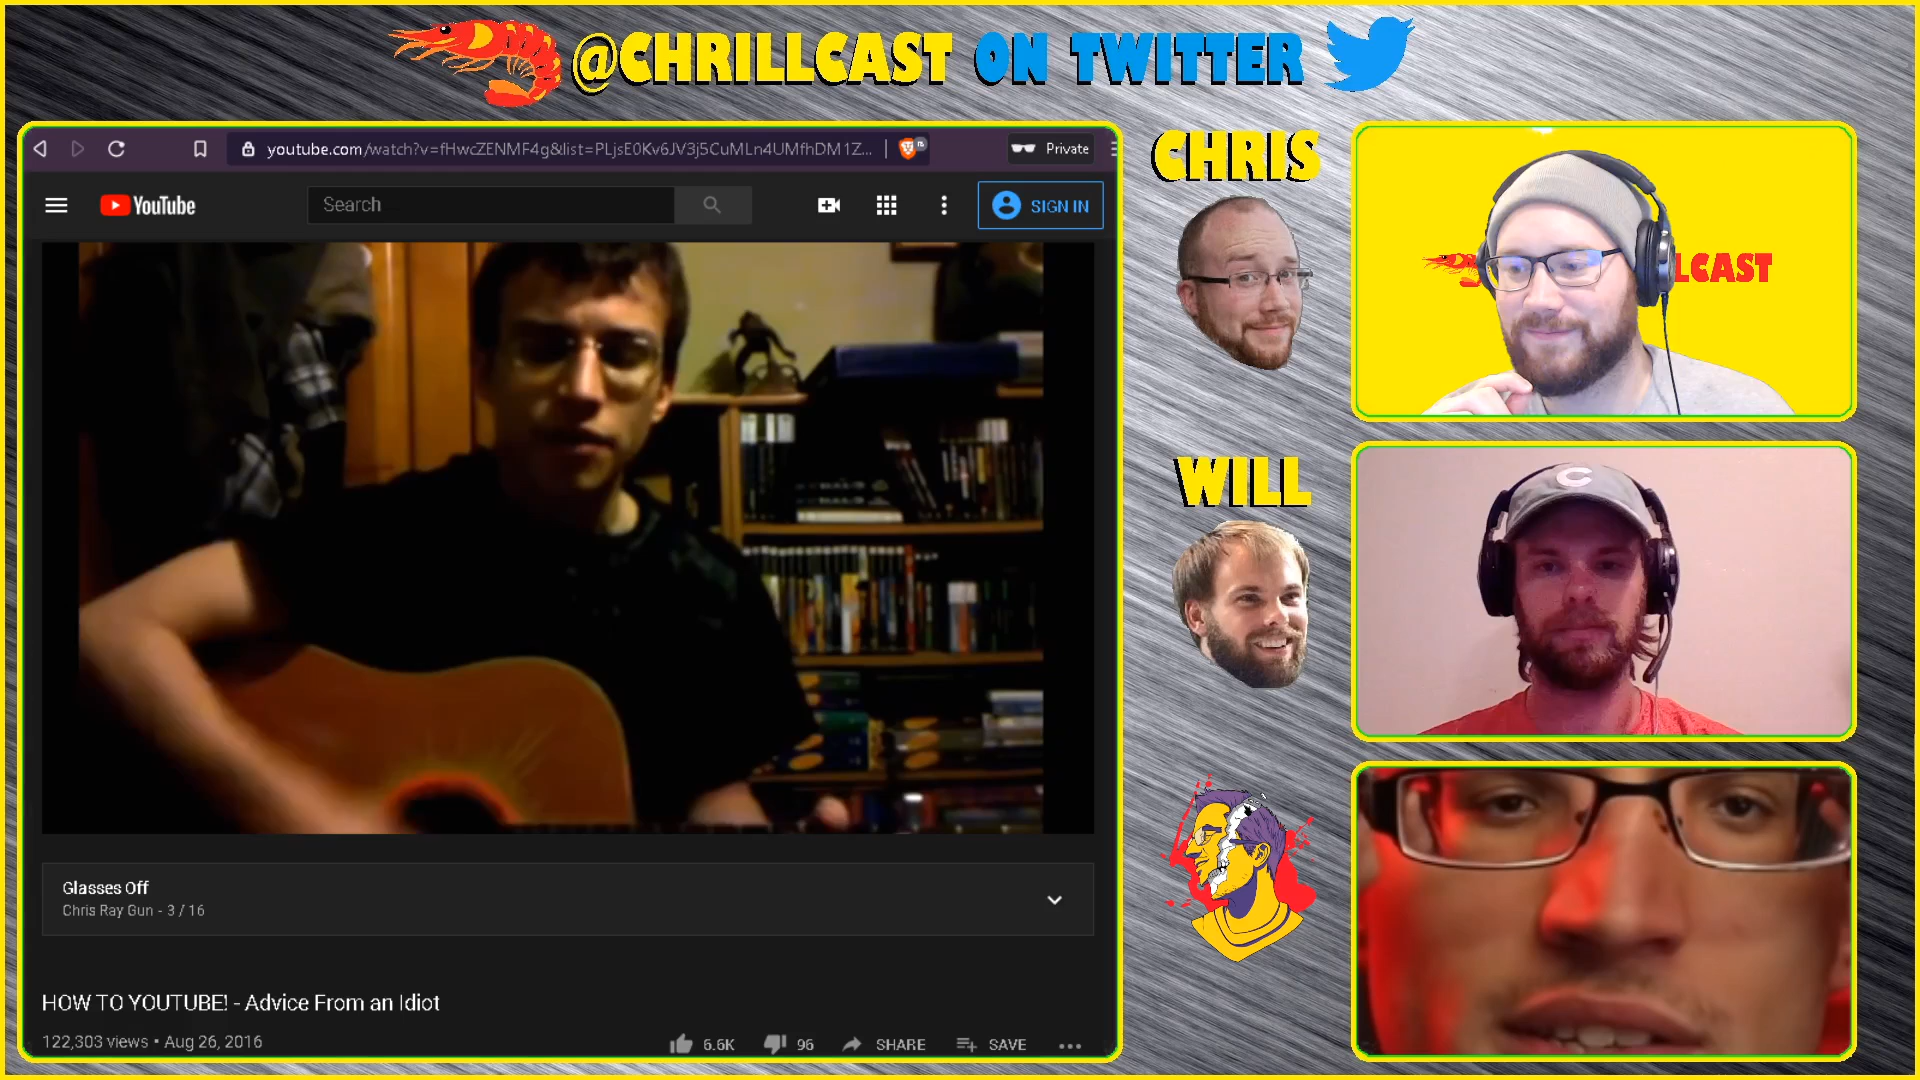 @CHRILLCAST ON TWITTER
youtube.com/watch?v=fHwcZENMF4g&list=PLjsE0Kv6JV3j5CuMLn4UMfhDM1Z...
Private
YouTube
Search
SIGN IN
Glasses Off
Chris Ray Gun - 3 / 16
HOW TO YOUTUBE! - Advice From an Idiot
122,303 views • Aug 26, 2016
6.6K
96
SHARE
SAVE
CHRIS
LLCAST
WILL
C